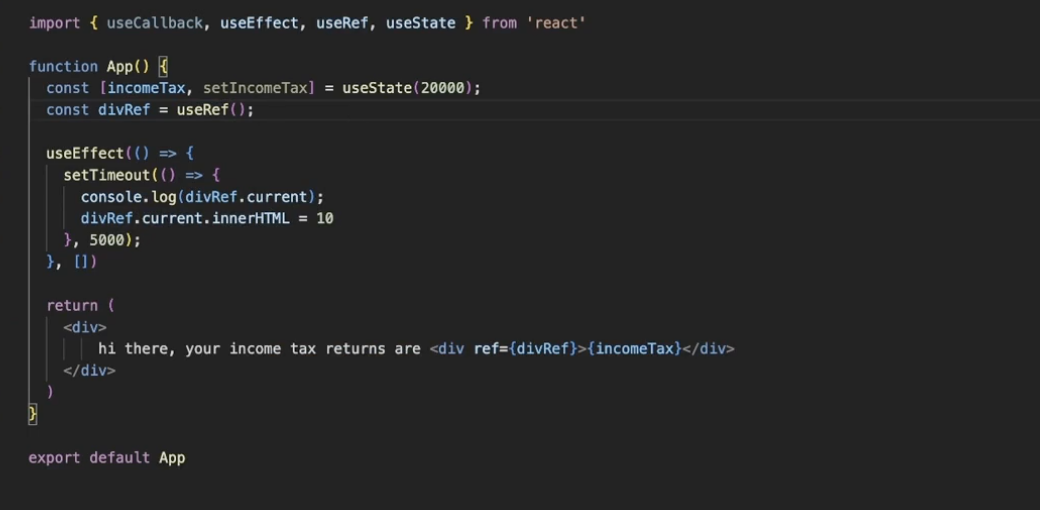 import { useCallback, useEffect, useRef, useState } from 'react'
function App() {
const [incomeTax, setIncomeTax] = useState(20000);
const divRef = useRef();
useEffect(() => {
setTimeout(() => {
console.log(divRef.current);
divRef.current.innerHTML = 10
}, 5000);
}, [])
return (
<div>
hi there, your income tax returns are <div ref={divRef}>{incomeTax}</div>
</div>
)
}
export default App